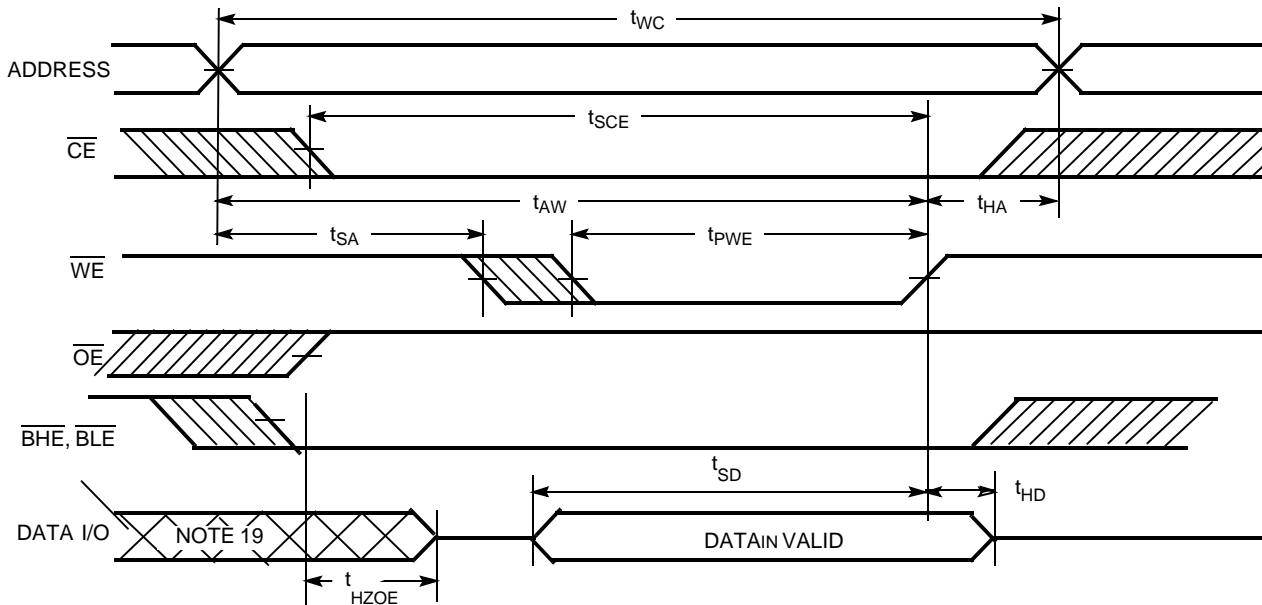 tWC
ADDRESS
tSCE
CE
tAW
tHA
tSA
tPWE
WE
OE
BHE, BLE
tSD
tHD
DATA I/O
NOTE 19
DATAIN VALID
tHZOE